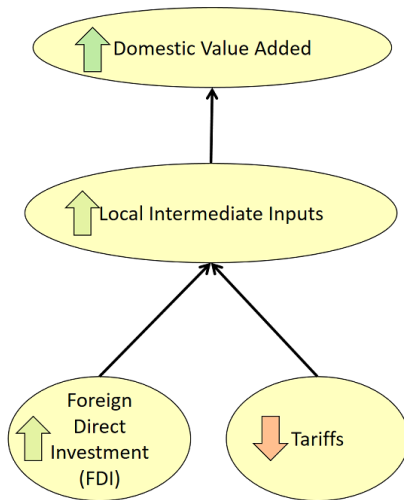 Domestic Value Added
Local Intermediate Inputs
Foreign
Direct
Investment
(FDI)
Tariffs